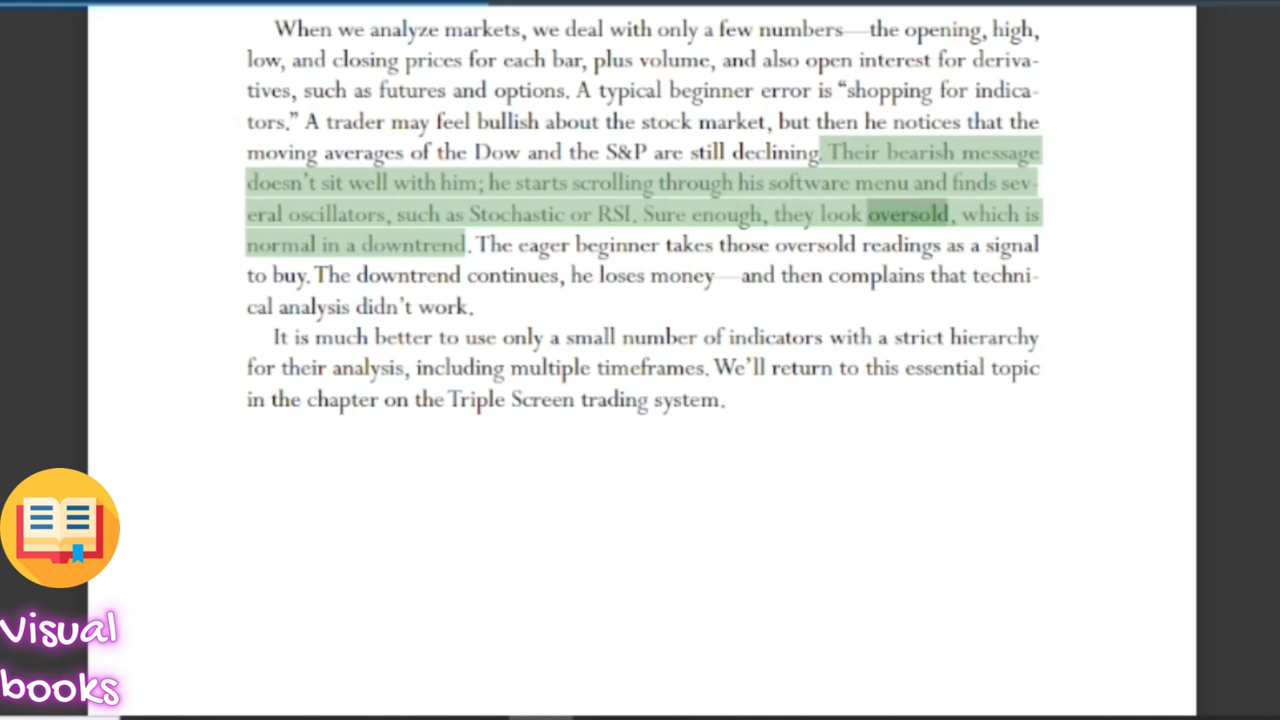 When we analyze markets, we deal with only a few numbers—the opening, high,
low, and closing prices for each bar, plus volume, and also open interest for deriva-
tives, such as futures and options. A typical beginner error is “shopping for indica-
tors.” A trader may feel bullish about the stock market, but then he notices that the
moving averages of the Dow and the S&P are still declining. Their bearish message
doesn’t sit well with him; he starts scrolling through his software menu and finds sev-
eral oscillators, such as Stochastic or RSI. Sure enough, they look oversold, which is
normal in a downtrend. The eager beginner takes those oversold readings as a signal
to buy. The downtrend continues, he loses money—and then complains that techni-
cal analysis didn’t work.
It is much better to use only a small number of indicators with a strict hierarchy
for their analysis, including multiple timeframes. We’ll return to this essential topic
in the chapter on the Triple Screen trading system.
Visual
books